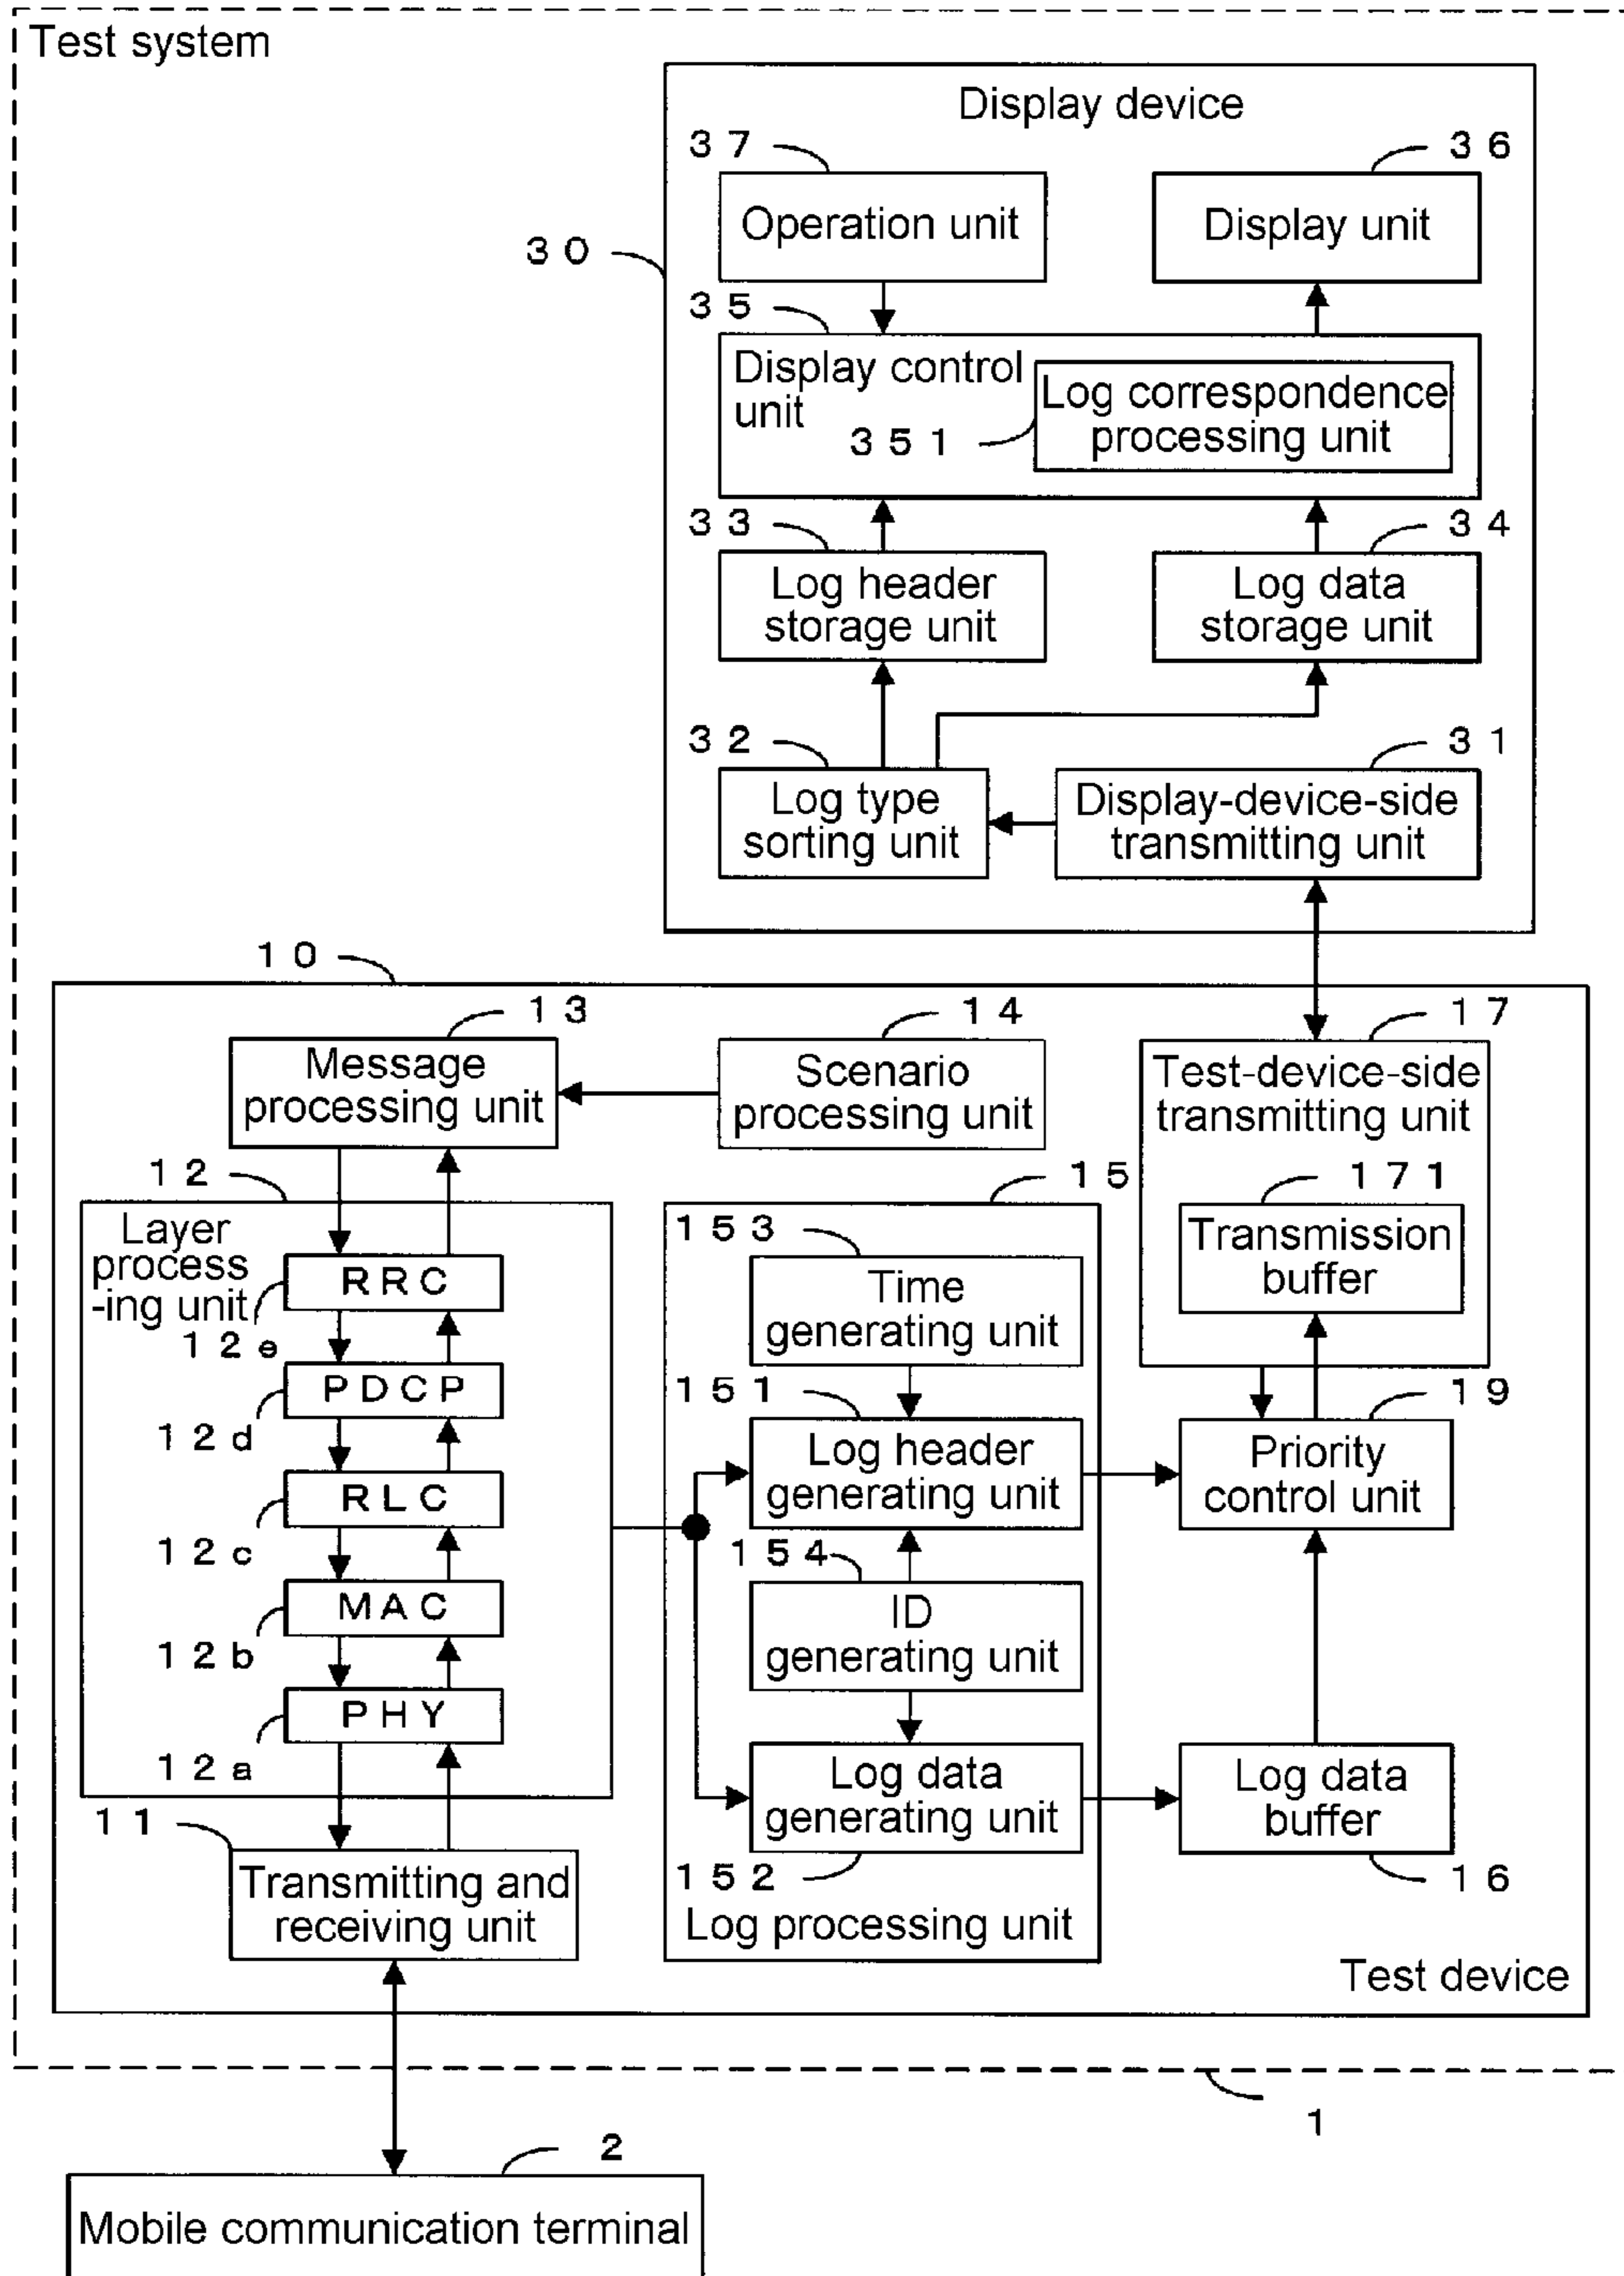 Test system
Display device
3 7
3 6
Operation unit
Display unit
3 0
3 5
Display control
unit
Log correspondence
processing unit
3 5 1
3 3
3 4
Log header
storage unit
Log data
storage unit
3 2
3 1
Log type
sorting unit
Display-device-side
transmitting unit
1 0
1 3
1 4
1 7
Message
processing unit
Scenario
processing unit
Test-device-side
transmitting unit
1 2
1 5
1 7 1
Layer
process
-ing unit
R R C
1 2 e
1 5 3
Time
generating unit
Transmission
buffer
P D C P
1 2 d
1 5 1
1 9
Log header
generating unit
Priority
control unit
R L C
1 2 c
1 5 4
ID
generating unit
M A C
1 2 b
P H Y
1 2 a
Log data
generating unit
Log data
buffer
1 1
1 5 2
1 6
Transmitting and
receiving unit
Log processing unit
Test device
1
2
Mobile communication terminal